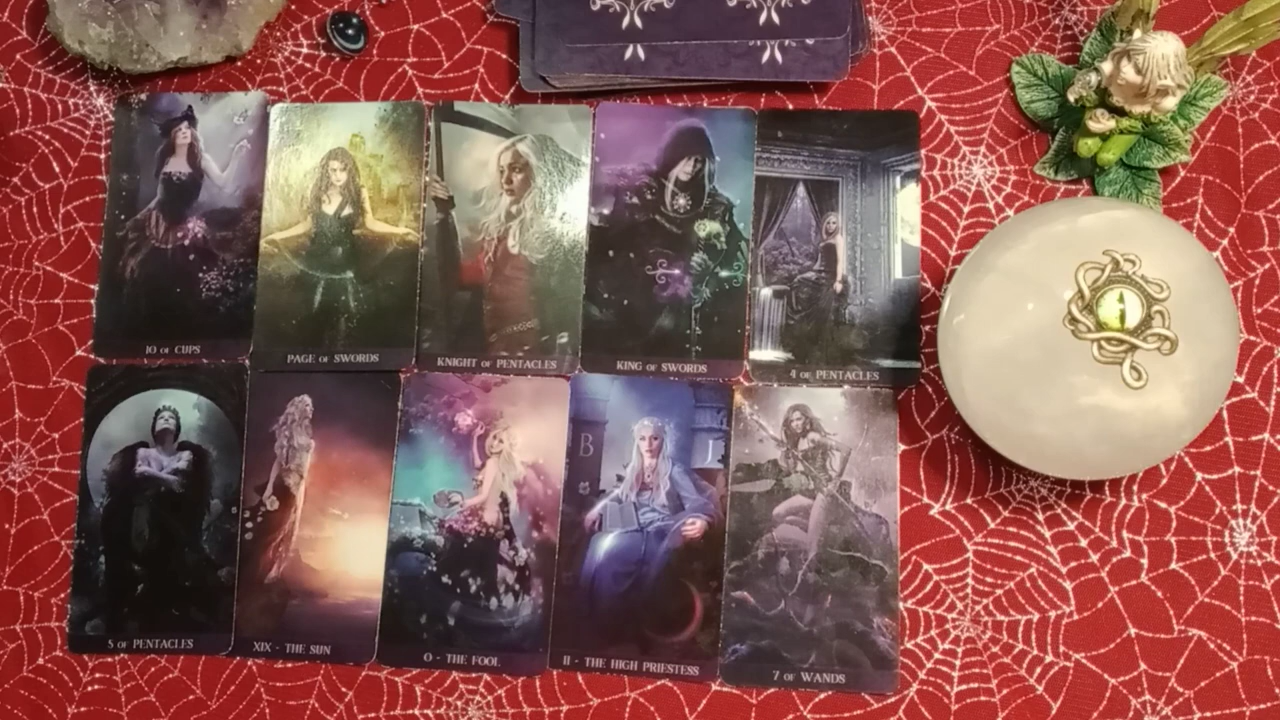 10 OF CUPS
PAGE OF SWORDS
KNIGHT OF PENTACLES
KING OF SWORDS
4 OF PENTACLES
5 OF PENTACLES
XIX - THE SUN
0 - THE FOOL
B J
II - THE HIGH PRIESTESS
7 OF WANDS